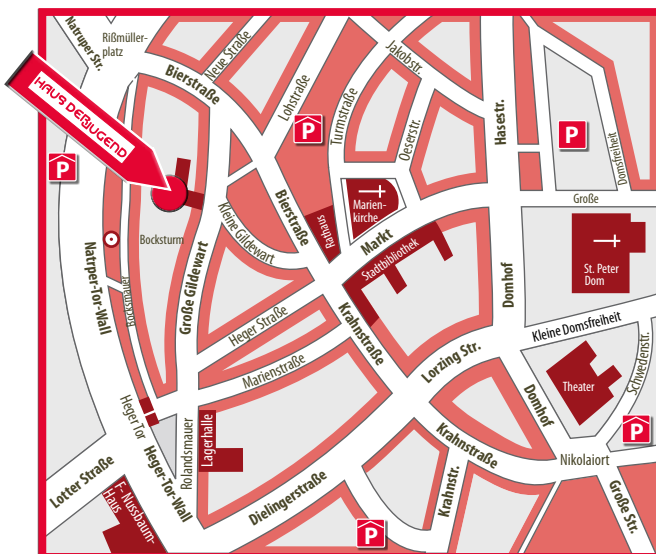 Natruper Str.
Rißmüller-
platz
Neue Straße
Bierstraße
Lohstraße
Jakobstr.
Turmstraße
Oeserstr.
Hasestr.
P
P
Domsfreiheit
HAUS DER JUGEND
P
Große
Marien-
kirche
Rathaus
Bierstraße
Kleine Gildewart
Bocksturm
Markt
Stadtbibliothek
St. Peter
Dom
Natrper-Tor-Wall
Bocksmauer
Große Gildewart
Domhof
Heger Straße
Krahnstraße
Kleine Domsfreiheit
Lorzing Str.
Marienstraße
Theater
Schwedenstr.
Domhof
Heger Tor
Rolandsmauer
Lagerhalle
Krahnstraße
P
Nikolaiort
Lotter Straße
Heger-Tor-Wall
F.- Nussbaum-
Haus
Dielingerstraße
Krahnstr.
Große Str.
P